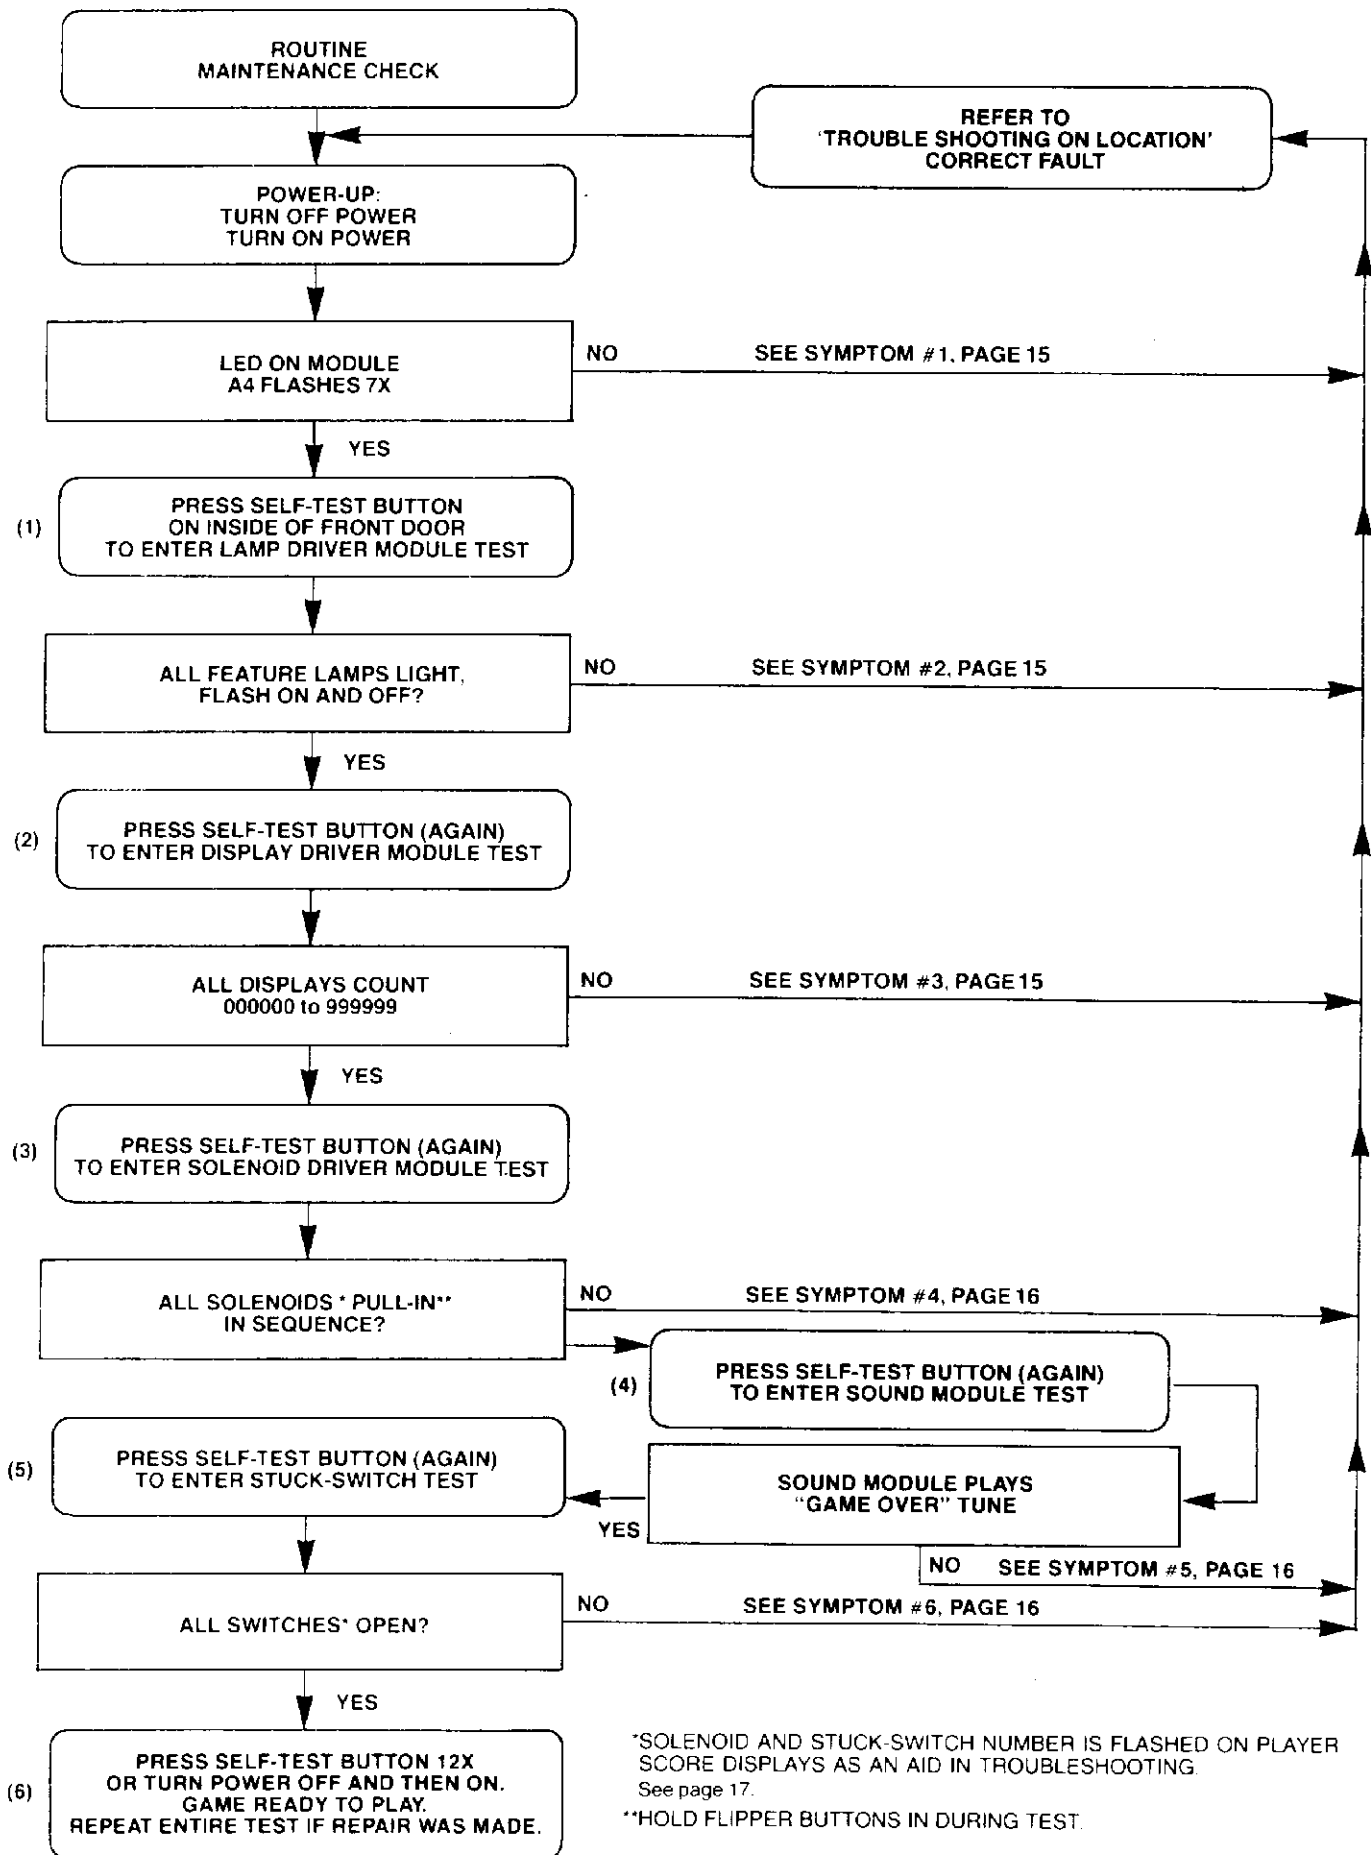 ROUTINE
MAINTENANCE CHECK
REFER TO
'TROUBLE SHOOTING ON LOCATION'
CORRECT FAULT
POWER-UP:
TURN OFF POWER
TURN ON POWER
LED ON MODULE
A4 FLASHES 7X
NO
SEE SYMPTOM #1, PAGE 15
YES
(1)
PRESS SELF-TEST BUTTON
ON INSIDE OF FRONT DOOR
TO ENTER LAMP DRIVER MODULE TEST
ALL FEATURE LAMPS LIGHT,
FLASH ON AND OFF?
NO
SEE SYMPTOM #2, PAGE 15
YES
(2)
PRESS SELF-TEST BUTTON (AGAIN)
TO ENTER DISPLAY DRIVER MODULE TEST
ALL DISPLAYS COUNT
000000 to 999999
NO
SEE SYMPTOM #3, PAGE 15
YES
(3)
PRESS SELF-TEST BUTTON (AGAIN)
TO ENTER SOLENOID DRIVER MODULE TEST
ALL SOLENOIDS * PULL-IN**
IN SEQUENCE?
NO
SEE SYMPTOM #4, PAGE 16
(4)
PRESS SELF-TEST BUTTON (AGAIN)
TO ENTER SOUND MODULE TEST
SOUND MODULE PLAYS
"GAME OVER" TUNE
YES
NO
SEE SYMPTOM #5, PAGE 16
(5)
PRESS SELF-TEST BUTTON (AGAIN)
TO ENTER STUCK-SWITCH TEST
ALL SWITCHES* OPEN?
NO
SEE SYMPTOM #6, PAGE 16
YES
(6)
PRESS SELF-TEST BUTTON 12X
OR TURN POWER OFF AND THEN ON.
GAME READY TO PLAY.
REPEAT ENTIRE TEST IF REPAIR WAS MADE.
*SOLENOID AND STUCK-SWITCH NUMBER IS FLASHED ON PLAYER
SCORE DISPLAYS AS AN AID IN TROUBLESHOOTING.
See page 17.
**HOLD FLIPPER BUTTONS IN DURING TEST.